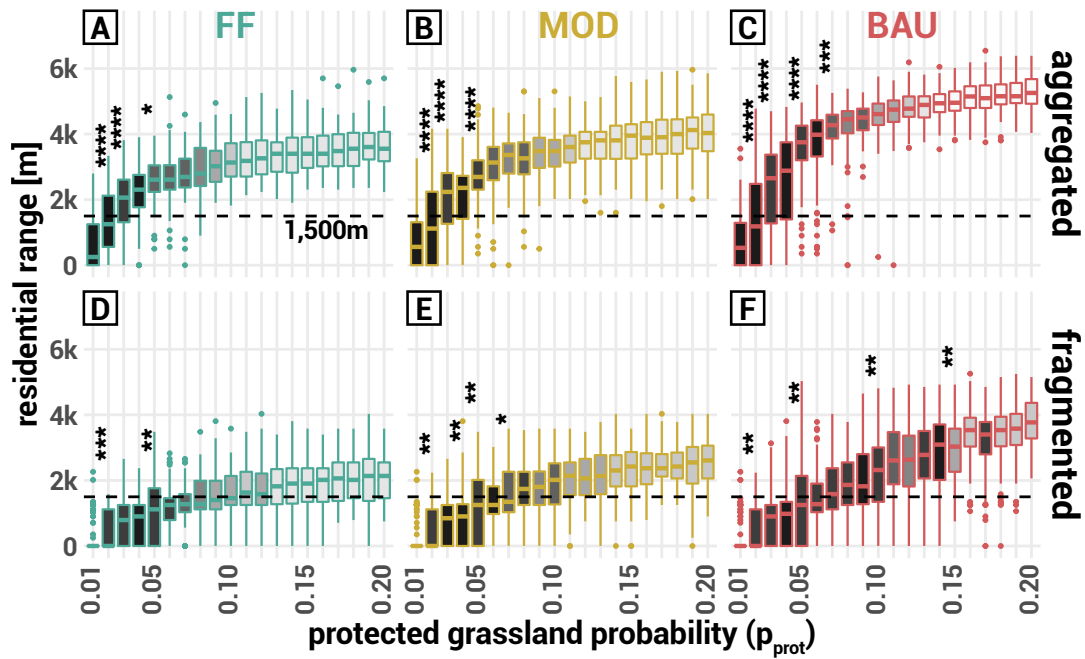 A FF B MOD C BAU
aggregated
residential range [m]
6k
4k
2k
0
**** **** *
**** **** ****
**** **** **** ***
1,500m
D E F
fragmented
6k
4k
2k
0
*** **
** ** ** *
** ** ** **
0.01 0.05 0.10 0.15 0.20 0.01 0.05 0.10 0.15 0.20 0.01 0.05 0.10 0.15 0.20
protected grassland probability (pprot)